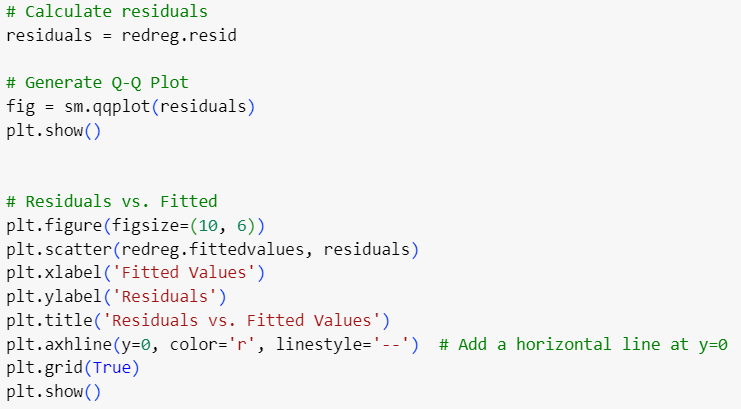 # Calculate residuals
residuals = redreg.resid
# Generate Q-Q Plot
fig = sm.qqplot(residuals)
plt.show()
# Residuals vs. Fitted
plt.figure(figsize=(10, 6))
plt.scatter(redreg.fittedvalues, residuals)
plt.xlabel('Fitted Values')
plt.ylabel('Residuals')
plt.title('Residuals vs. Fitted Values')
plt.axhline(y=0, color='r', linestyle='--')  # Add a horizontal line at y=0
plt.grid(True)
plt.show()